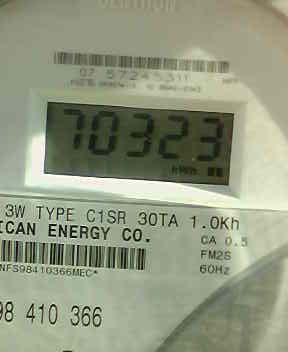 07 57245311
70323
kWh
3W TYPE C1SR 30TA 1.0Kh
ICAN ENERGY CO.
CA 0.5
FM2S
60Hz
NFS98410366MEC*
98 410 366